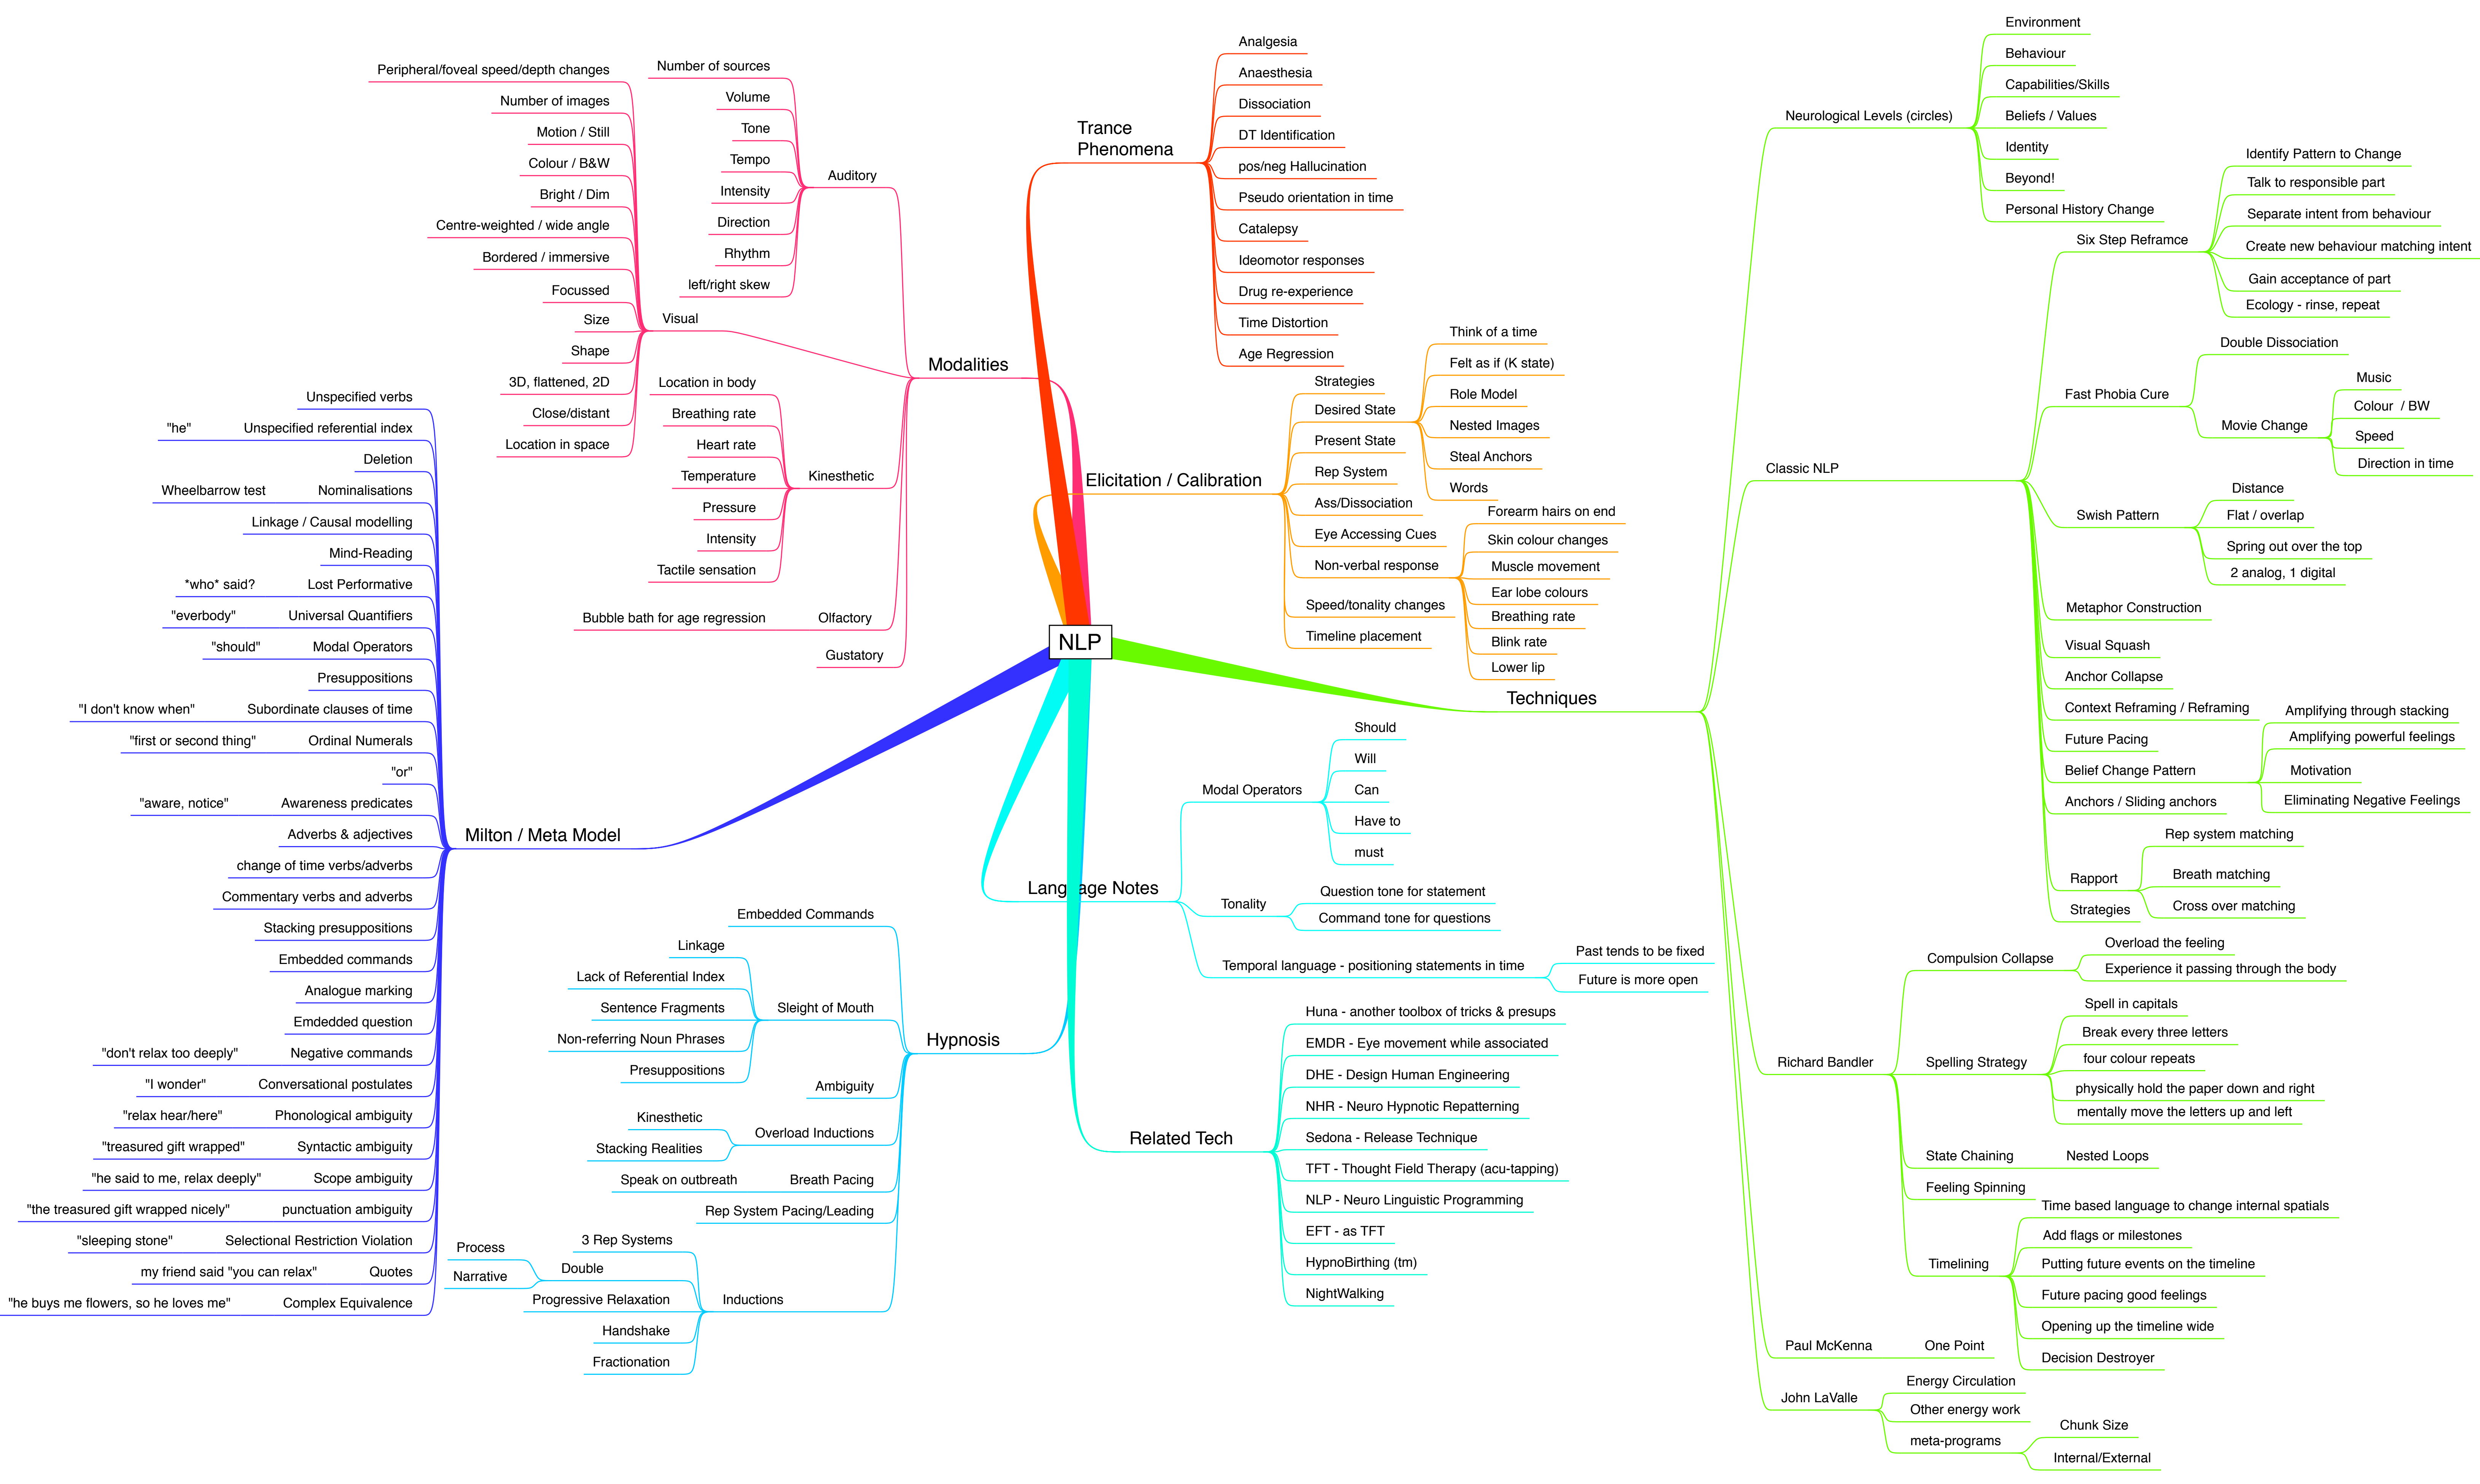 NLP
Trance
Phenomena
Analgesia
Anaesthesia
Dissociation
DT Identification
pos/neg Hallucination
Pseudo orientation in time
Catalepsy
Ideomotor responses
Drug re-experience
Time Distortion
Age Regression
Elicitation / Calibration
Strategies
Desired State
Think of a time
Felt as if (K state)
Role Model
Nested Images
Steal Anchors
Words
Present State
Rep System
Ass/Dissociation
Eye Accessing Cues
Non-verbal response
Forearm hairs on end
Skin colour changes
Muscle movement
Ear lobe colours
Breathing rate
Blink rate
Lower lip
Speed/tonality changes
Timeline placement
Techniques
Neurological Levels (circles)
Environment
Behaviour
Capabilities/Skills
Beliefs / Values
Identity
Beyond!
Personal History Change
Classic NLP
Six Step Reframce
Identify Pattern to Change
Talk to responsible part
Separate intent from behaviour
Create new behaviour matching intent
Gain acceptance of part
Ecology - rinse, repeat
Fast Phobia Cure
Double Dissociation
Movie Change
Music
Colour  / BW
Speed
Direction in time
Swish Pattern
Distance
Flat / overlap
Spring out over the top
2 analog, 1 digital
Metaphor Construction
Visual Squash
Anchor Collapse
Context Reframing / Reframing
Future Pacing
Belief Change Pattern
Amplifying through stacking
Amplifying powerful feelings
Motivation
Eliminating Negative Feelings
Anchors / Sliding anchors
Rapport
Rep system matching
Breath matching
Cross over matching
Strategies
Richard Bandler
Compulsion Collapse
Overload the feeling
Experience it passing through the body
Spelling Strategy
Spell in capitals
Break every three letters
four colour repeats
physically hold the paper down and right
mentally move the letters up and left
State Chaining
Nested Loops
Feeling Spinning
Timelining
Time based language to change internal spatials
Add flags or milestones
Putting future events on the timeline
Future pacing good feelings
Opening up the timeline wide
Decision Destroyer
Paul McKenna
One Point
John LaValle
Energy Circulation
Other energy work
meta-programs
Chunk Size
Internal/External
Language Notes
Modal Operators
Should
Will
Can
Have to
must
Tonality
Question tone for statement
Command tone for questions
Temporal language - positioning statements in time
Past tends to be fixed
Future is more open
Related Tech
Huna - another toolbox of tricks & presups
EMDR - Eye movement while associated
DHE - Design Human Engineering
NHR - Neuro Hypnotic Repatterning
Sedona - Release Technique
TFT - Thought Field Therapy (acu-tapping)
NLP - Neuro Linguistic Programming
EFT - as TFT
HypnoBirthing (tm)
NightWalking
Modalities
Auditory
Number of sources
Volume
Tone
Tempo
Intensity
Direction
Rhythm
left/right skew
Visual
Peripheral/foveal speed/depth changes
Number of images
Motion / Still
Colour / B&W
Bright / Dim
Centre-weighted / wide angle
Bordered / immersive
Focussed
Size
Shape
3D, flattened, 2D
Close/distant
Location in space
Kinesthetic
Location in body
Breathing rate
Heart rate
Temperature
Pressure
Intensity
Tactile sensation
Olfactory
Bubble bath for age regression
Gustatory
Milton / Meta Model
Unspecified verbs
"he"
Unspecified referential index
Deletion
Wheelbarrow test
Nominalisations
Linkage / Causal modelling
Mind-Reading
*who* said?
Lost Performative
"everbody"
Universal Quantifiers
"should"
Modal Operators
Presuppositions
"I don't know when"
Subordinate clauses of time
"first or second thing"
Ordinal Numerals
"or"
"aware, notice"
Awareness predicates
Adverbs & adjectives
change of time verbs/adverbs
Commentary verbs and adverbs
Stacking presuppositions
Embedded commands
Analogue marking
Emdedded question
"don't relax too deeply"
Negative commands
"I wonder"
Conversational postulates
"relax hear/here"
Phonological ambiguity
"treasured gift wrapped"
Syntactic ambiguity
"he said to me, relax deeply"
Scope ambiguity
"the treasured gift wrapped nicely"
punctuation ambiguity
"sleeping stone"
Selectional Restriction Violation
my friend said "you can relax"
Quotes
"he buys me flowers, so he loves me"
Complex Equivalence
Hypnosis
Embedded Commands
Sleight of Mouth
Linkage
Lack of Referential Index
Sentence Fragments
Non-referring Noun Phrases
Presuppositions
Ambiguity
Overload Inductions
Kinesthetic
Stacking Realities
Breath Pacing
Speak on outbreath
Rep System Pacing/Leading
Inductions
3 Rep Systems
Double
Process
Narrative
Progressive Relaxation
Handshake
Fractionation